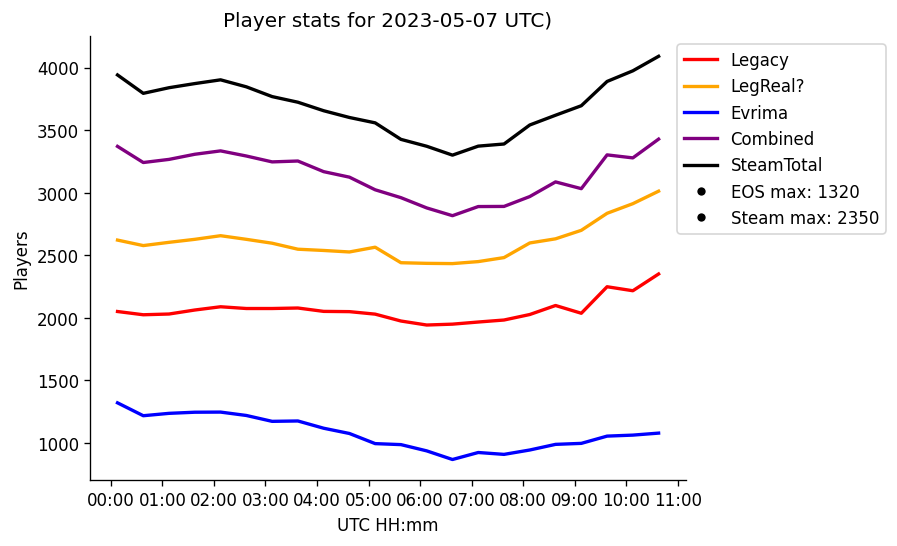 Player stats for 2023-05-07 UTC)
4000
3500
3000
2500
2000
1500
1000
Players
00:00 01:00 02:00 03:00 04:00 05:00 06:00 07:00 08:00 09:00 10:00 11:00
UTC HH:mm
Legacy
LegReal?
Evrima
Combined
SteamTotal
EOS max: 1320
Steam max: 2350